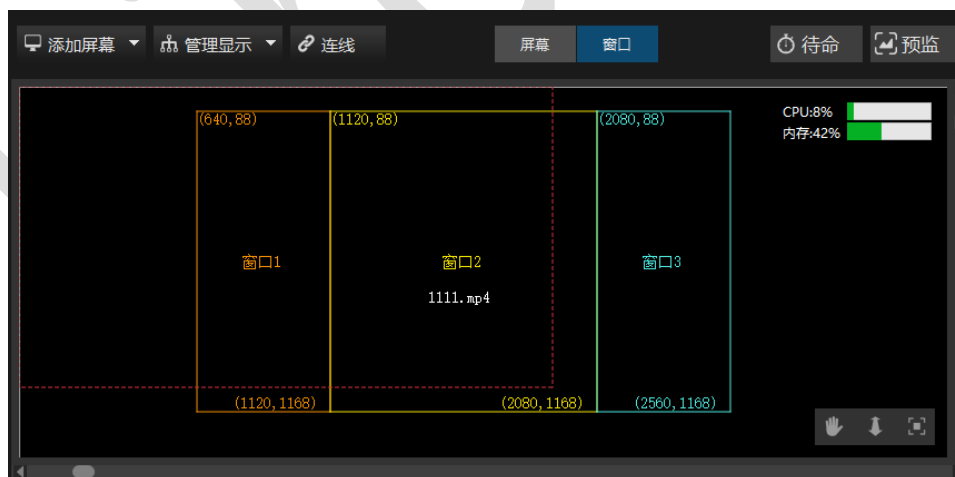 添加屏幕 管理显示 连线 屏幕 窗口 待命 预监
(640,88) (1120,88) (2080,88) CPU:8%
内存:42%
窗口1 窗口2 窗口3
1111.mp4
(1120,1168) (2080,1168) (2560,1168)